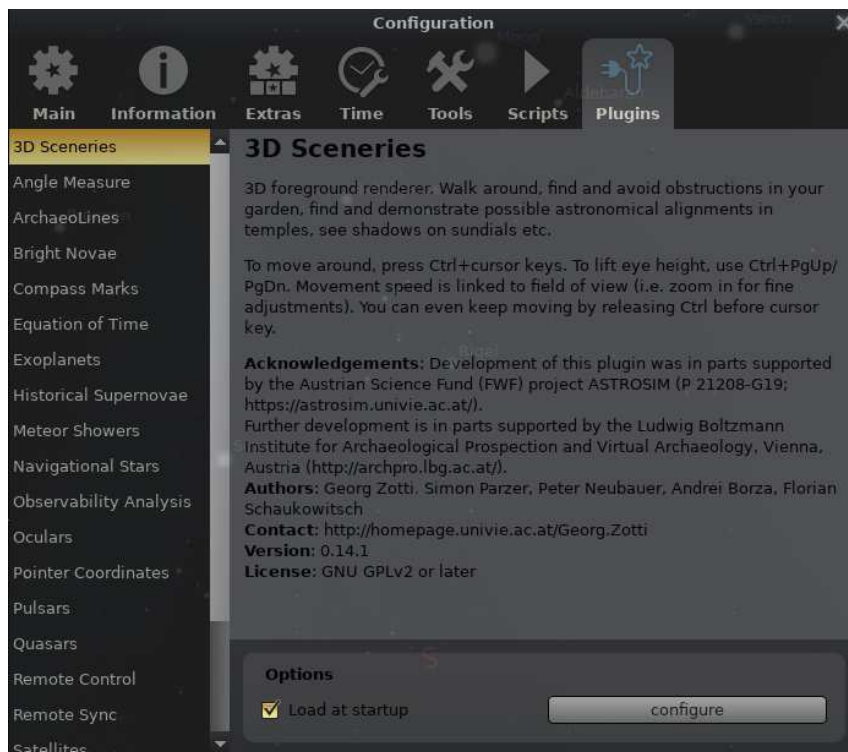 Configuration
Main
Information
Extras
Time
Tools
Scripts
Plugins
3D Sceneries
Angle Measure
ArchaeoLines
Bright Novae
Compass Marks
Equation of Time
Exoplanets
Historical Supernovae
Meteor Showers
Navigational Stars
Observability Analysis
Oculars
Pointer Coordinates
Pulsars
Quasars
Remote Control
Remote Sync
Satellites
3D Sceneries
3D foreground renderer. Walk around, find and avoid obstructions in your
garden, find and demonstrate possible astronomical alignments in
temples, see shadows on sundials etc.
To move around, press Ctrl+cursor keys. To lift eye height, use Ctrl+PgUp/
PgDn. Movement speed is linked to field of view (i.e. zoom in for fine
adjustments). You can even keep moving by releasing Ctrl before cursor
key.
Acknowledgements: Development of this plugin was in parts supported
by the Austrian Science Fund (FWF) project ASTROSIM (P 21208-G19;
https://astrosim.univie.ac.at/).
Further development is in parts supported by the Ludwig Boltzmann
Institute for Archaeological Prospection and Virtual Archaeology, Vienna,
Austria (http://archpro.lbg.ac.at/).
Authors: Georg Zotti. Simon Parzer, Peter Neubauer, Andrei Borza, Florian
Schaukowitsch
Contact: http://homepage.univie.ac.at/Georg.Zotti
Version: 0.14.1
License: GNU GPLv2 or later
S
Options
Load at startup
configure